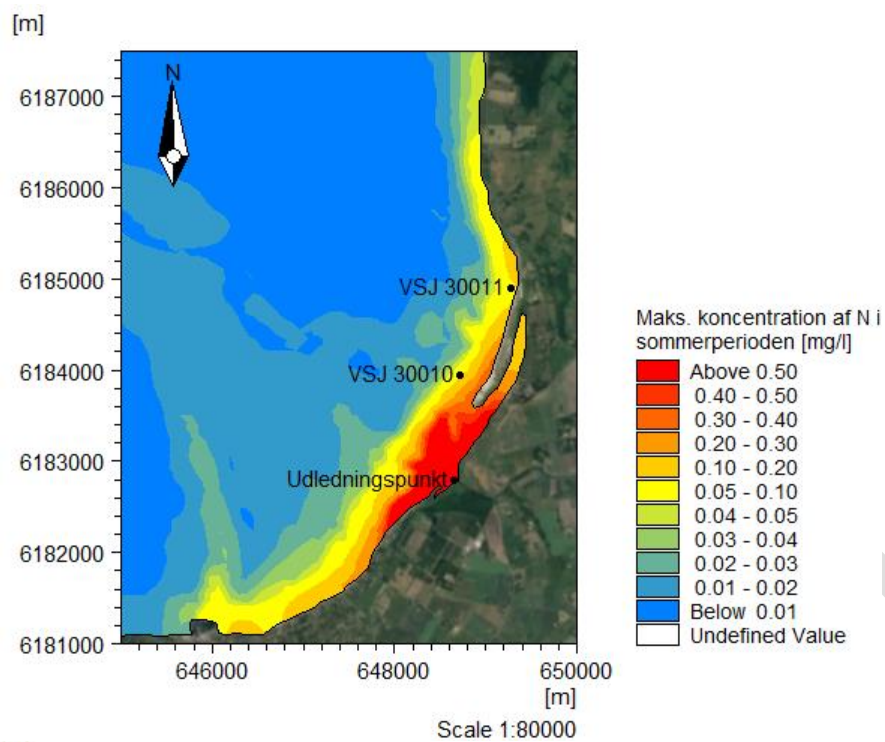 [m]
N
6187000
6186000
6185000
6184000
6183000
6182000
6181000
VSJ 30011
VSJ 30010
Udledningspunkt
646000
648000
650000
[m]
Scale 1:80000
Maks. koncentration af N i
sommerperioden [mg/l]
Above 0.50
0.40 - 0.50
0.30 - 0.40
0.20 - 0.30
0.10 - 0.20
0.05 - 0.10
0.04 - 0.05
0.03 - 0.04
0.02 - 0.03
0.01 - 0.02
Below 0.01
Undefined Value